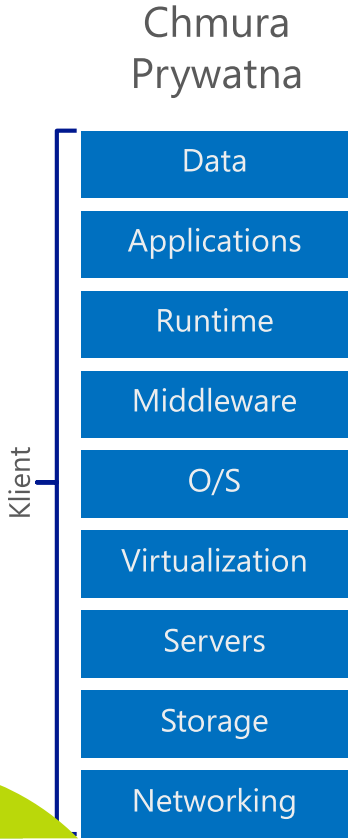 Chmura
Prywatna
Klient
Data
Applications
Runtime
Middleware
O/S
Virtualization
Servers
Storage
Networking